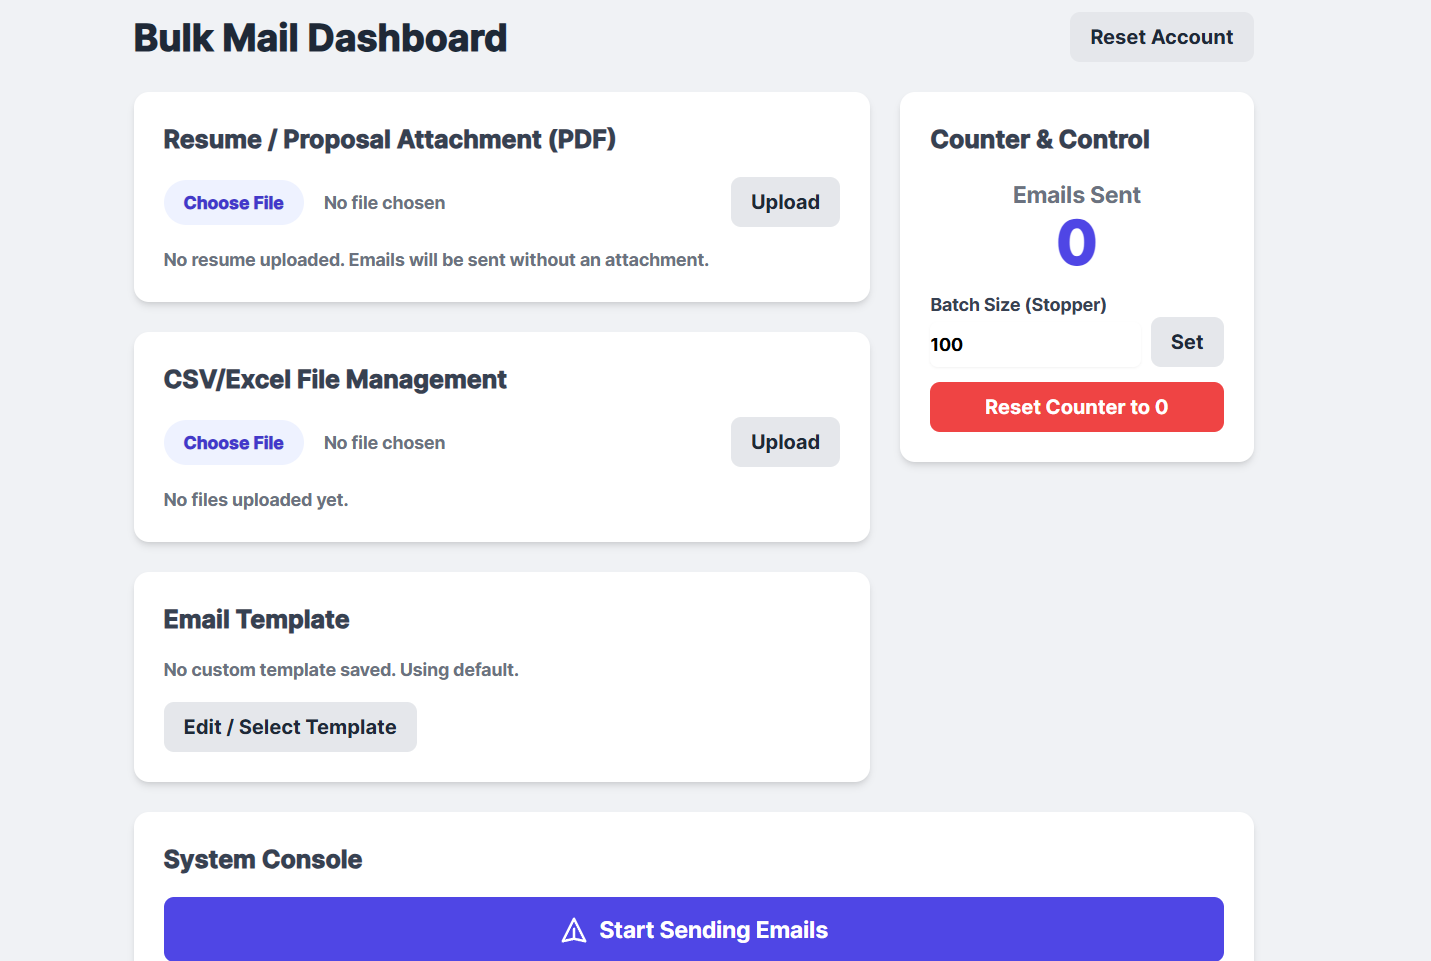 Bulk Mail Dashboard
Reset Account
Resume / Proposal Attachment (PDF)
Choose File No file chosen
Upload
No resume uploaded. Emails will be sent without an attachment.
Counter & Control
Emails Sent
0
Batch Size (Stopper)
100
Set
Reset Counter to 0
CSV/Excel File Management
Choose File No file chosen
Upload
No files uploaded yet.
Email Template
No custom template saved. Using default.
Edit / Select Template
System Console
Start Sending Emails